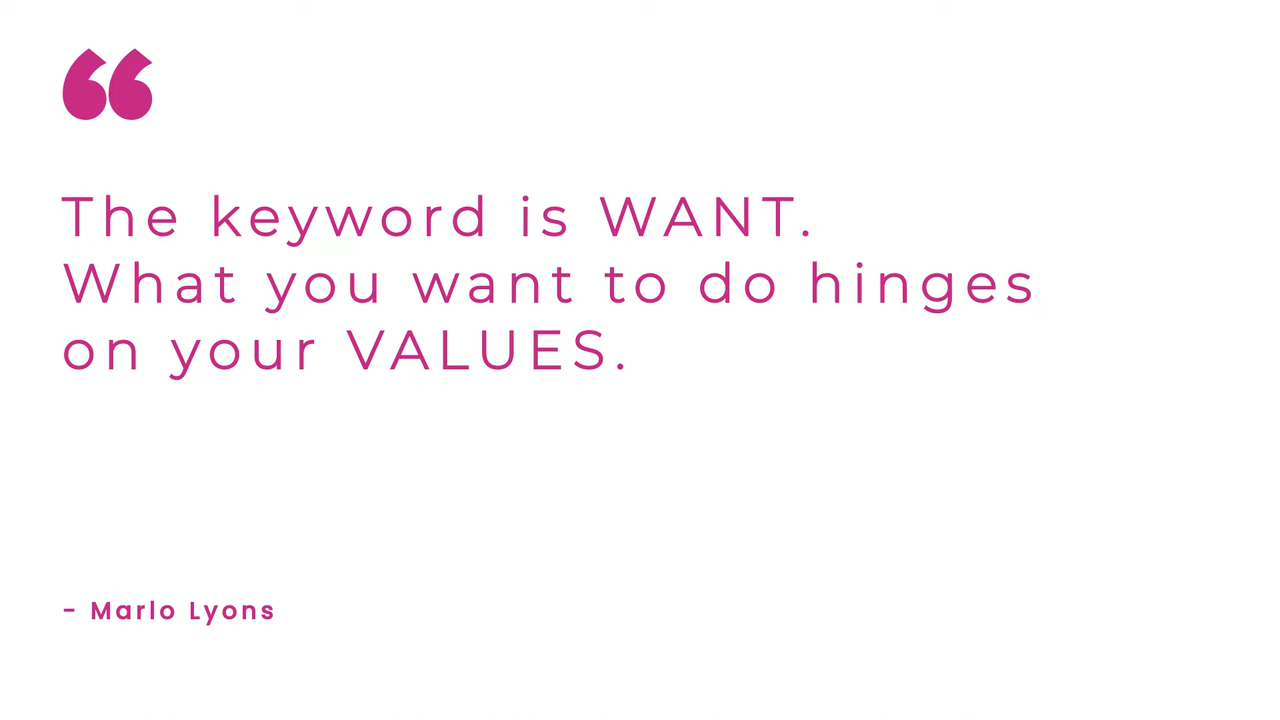 “
The keyword is WANT.
What you want to do hinges
on your VALUES.
- Marlo Lyons